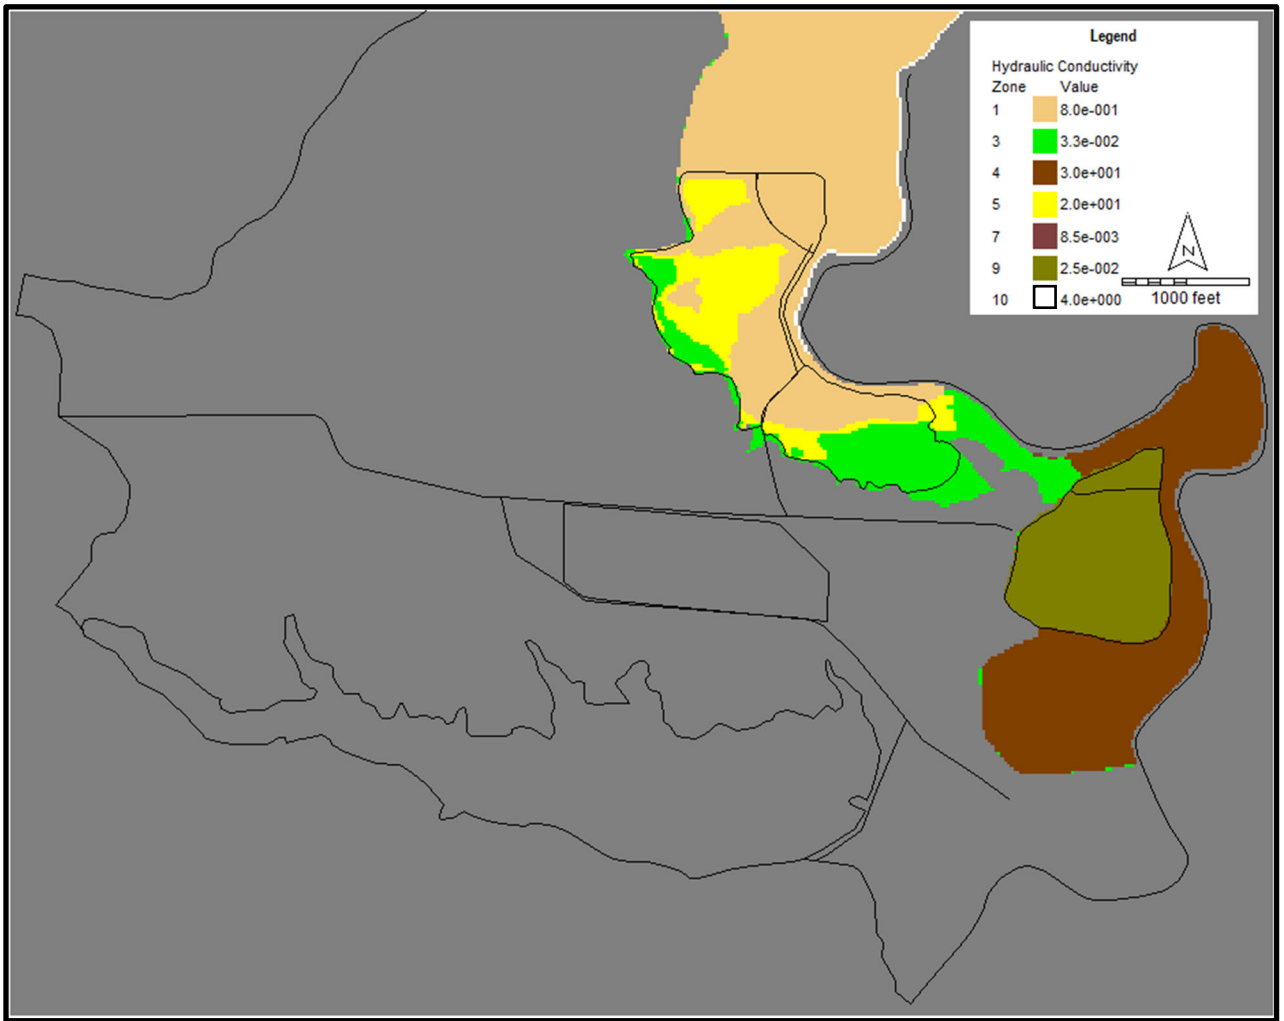 Legend
Hydraulic Conductivity
Zone Value
1 8.0e-001
3 3.3e-002
4 3.0e+001
5 2.0e+001
7 8.5e-003
9 2.5e-002
10 4.0e+000
N
1000 feet